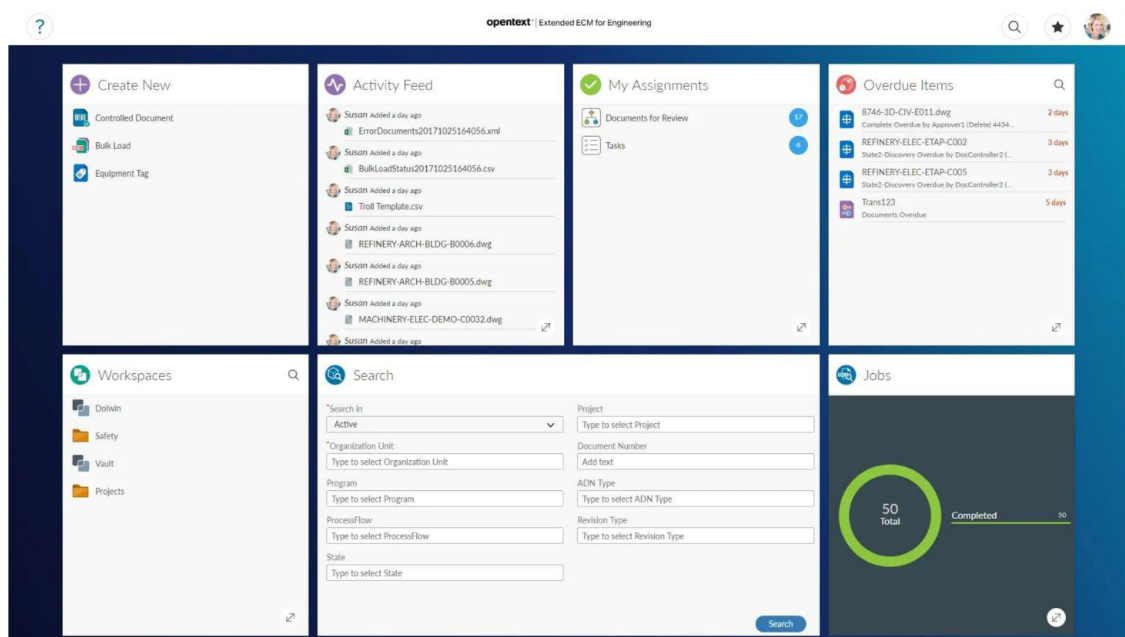 ?
opentext™ | Extended ECM for Engineering
Create New
Controlled Document
Bulk Load
Equipment Tag
Activity Feed
Susan Added a day ago
ErrorDocuments20171025164056.xml
Susan Added a day ago
BulkLoadStatus20171025164056.csv
Susan Added a day ago
Troll Template.csv
Susan Added a day ago
REFINERY-ARCH-BLDG-B0006.dwg
Susan Added a day ago
REFINERY-ARCH-BLDG-B0005.dwg
Susan Added a day ago
MACHINERY-ELEC-DEMO-C0032.dwg
Susan Added a day ago
My Assignments
Documents for Review 17
Tasks 6
Overdue Items
8746-3D-CIV-E011.dwg 2 days
Complete Overdue by Approver1 (Delete) 4434...
REFINERY-ELEC-ETAP-C002 3 days
State2-Discovery Overdue by DocController2 (...
REFINERY-ELEC-ETAP-C005 3 days
State2-Discovery Overdue by DocController2 (...
Trans123 5 days
Documents Overdue
Workspaces
Dolwin
Safety
Vault
Projects
Search
*Search in
Active
*Organization Unit
Type to select Organization Unit
Program
Type to select Program
ProcessFlow
Type to select ProcessFlow
State
Type to select State
Project
Type to select Project
Document Number
Add text
ADN Type
Type to select ADN Type
Revision Type
Type to select Revision Type
Search
Jobs
50
Total
Completed 50